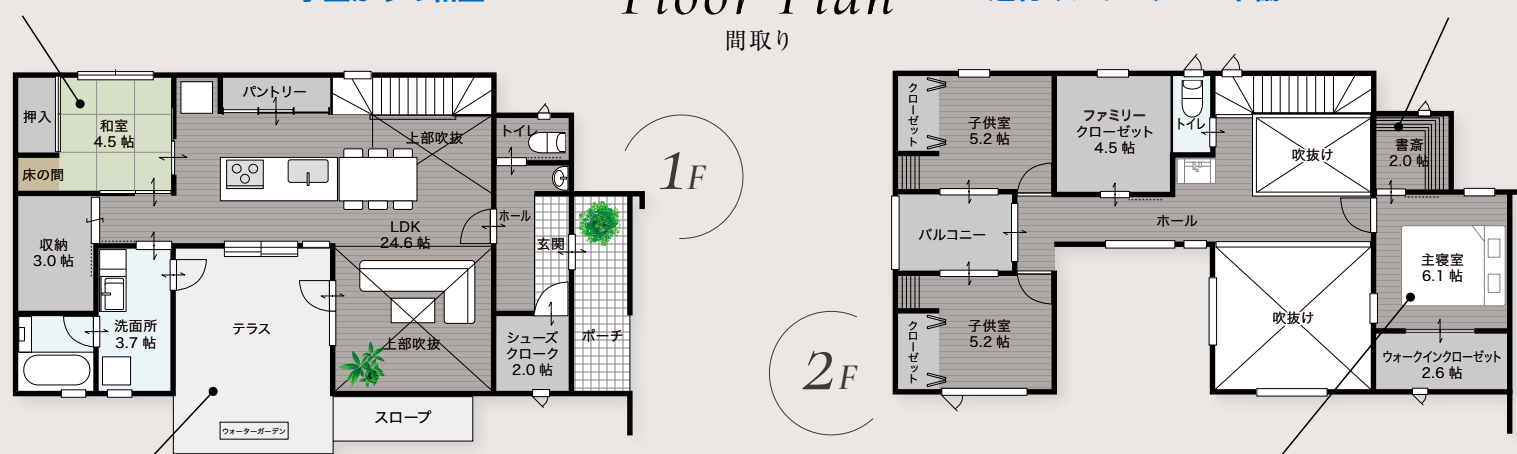 Floor Plan
間取り
押入
和室
4.5 帖
床の間
パントリー
上部吹抜
トイレ
収納
3.0 帖
LDK
24.6 帖
ホール
玄関
洗面所
3.7 帖
テラス
上部吹抜
シューズ
クローク
2.0 帖
ポーチ
ウォーターガーデン
スロープ
1F
2F
クローゼット
子供室
5.2 帖
ファミリー
クローゼット
4.5 帖
トイレ
吹抜け
書斎
2.0 帖
バルコニー
ホール
主寝室
6.1 帖
クローゼット
子供室
5.2 帖
吹抜け
ウォークインクローゼット
2.6 帖